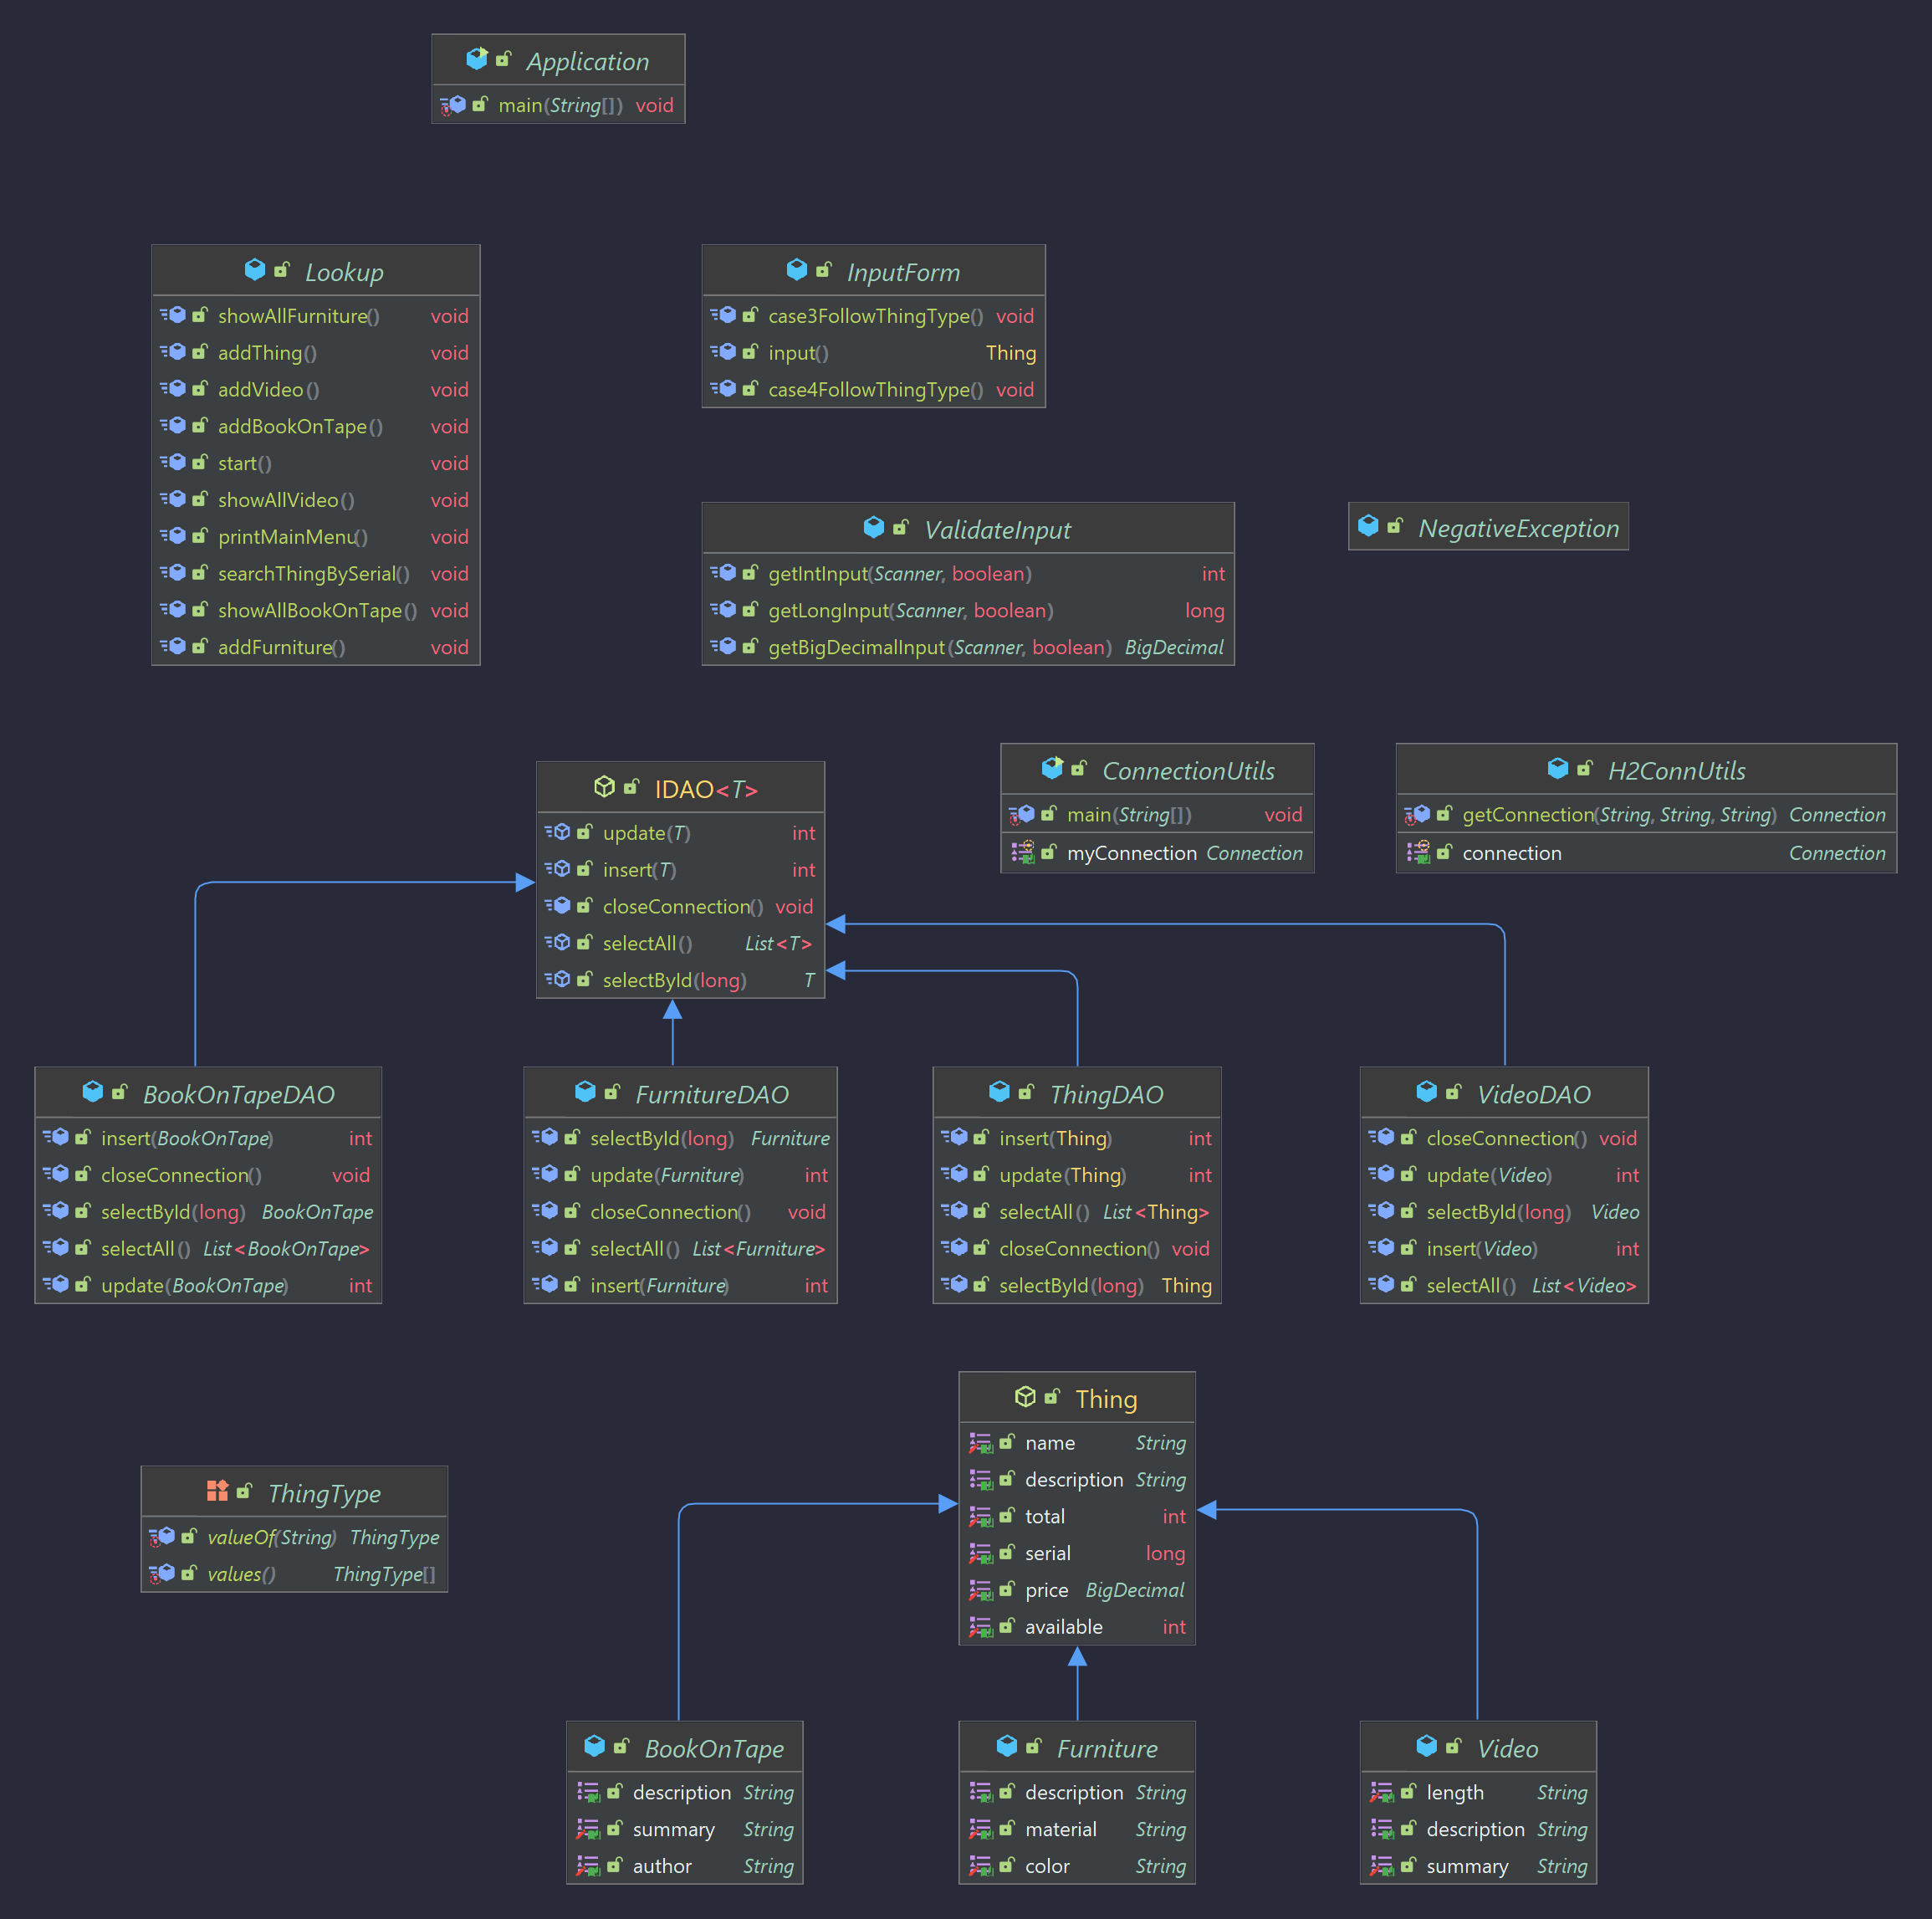 Application
main(String[]) void
Lookup
showAllFurniture() void
addThing() void
addVideo() void
addBookOnTape() void
start() void
showAllVideo() void
printMainMenu() void
searchThingBySerial() void
showAllBookOnTape() void
addFurniture() void
InputForm
case3FollowThingType() void
input() Thing
case4FollowThingType() void
ValidateInput
getIntInput(Scanner, boolean) int
getLongInput(Scanner, boolean) long
getBigDecimalInput(Scanner, boolean) BigDecimal
NegativeException
IDAO<T>
update(T) int
insert(T) int
closeConnection() void
selectAll() List<T>
selectById(long) T
ConnectionUtils
main(String[]) void
myConnection Connection
H2ConnUtils
getConnection(String, String, String) Connection
connection Connection
BookOnTapeDAO
insert(BookOnTape) int
closeConnection() void
selectById(long) BookOnTape
selectAll() List<BookOnTape>
update(BookOnTape) int
FurnitureDAO
selectById(long) Furniture
update(Furniture) int
closeConnection() void
selectAll() List<Furniture>
insert(Furniture) int
ThingDAO
insert(Thing) int
update(Thing) int
selectAll() List<Thing>
closeConnection() void
selectById(long) Thing
VideoDAO
closeConnection() void
update(Video) int
selectById(long) Video
insert(Video) int
selectAll() List<Video>
ThingType
valueOf(String) ThingType
values() ThingType[]
Thing
name String
description String
total int
serial long
price BigDecimal
available int
BookOnTape
description String
summary String
author String
Furniture
description String
material String
color String
Video
length String
description String
summary String